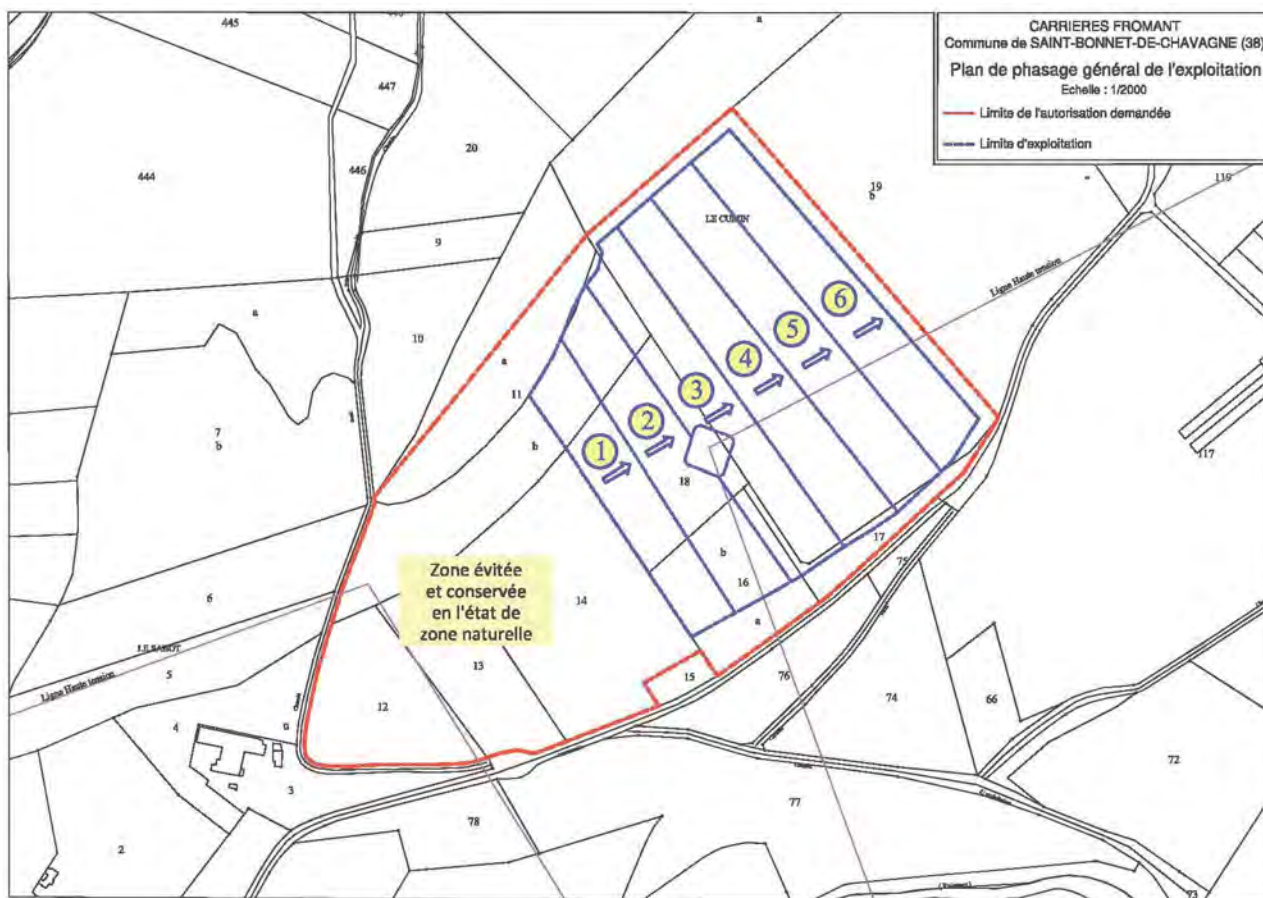 CARRIERES FROMANT
Commune de SAINT-BONNET-DE-CHAVAGNE (38)
Plan de phasage général de l'exploitation
Echelle : 1/2000
Limite de l'autorisation demandée
Limite d'exploitation
a
445
447
446
444
20
19
b
116
9
a
10
a
11
b
7
b
Ligne Haute tension
6
5
4
3
2
1
18
117
17
75
b
16
a
14
13
12
15
76
74
66
72
77
78
73
6
LE SABOT
5
Ligne Haute tension
4
3
2
Zone évitée
et conservée
en l'état de
zone naturelle